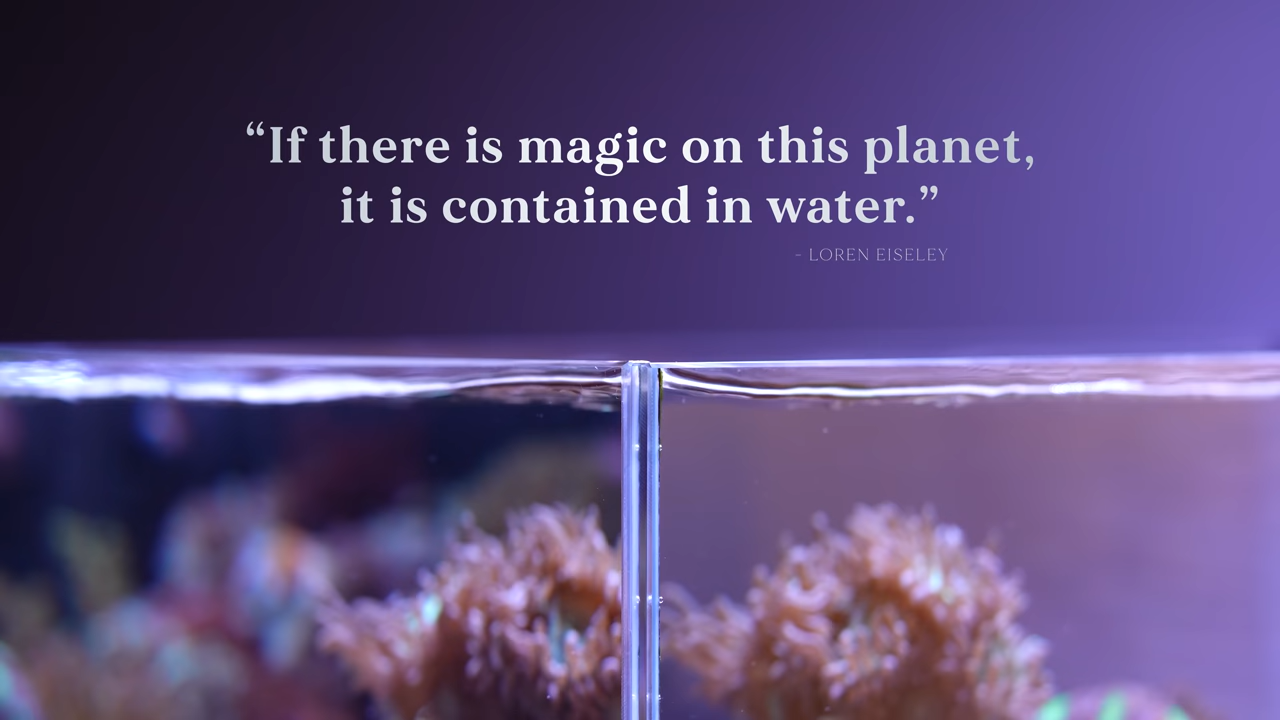 “If there is magic on this planet,
it is contained in water.”
- LOREN EISELEY